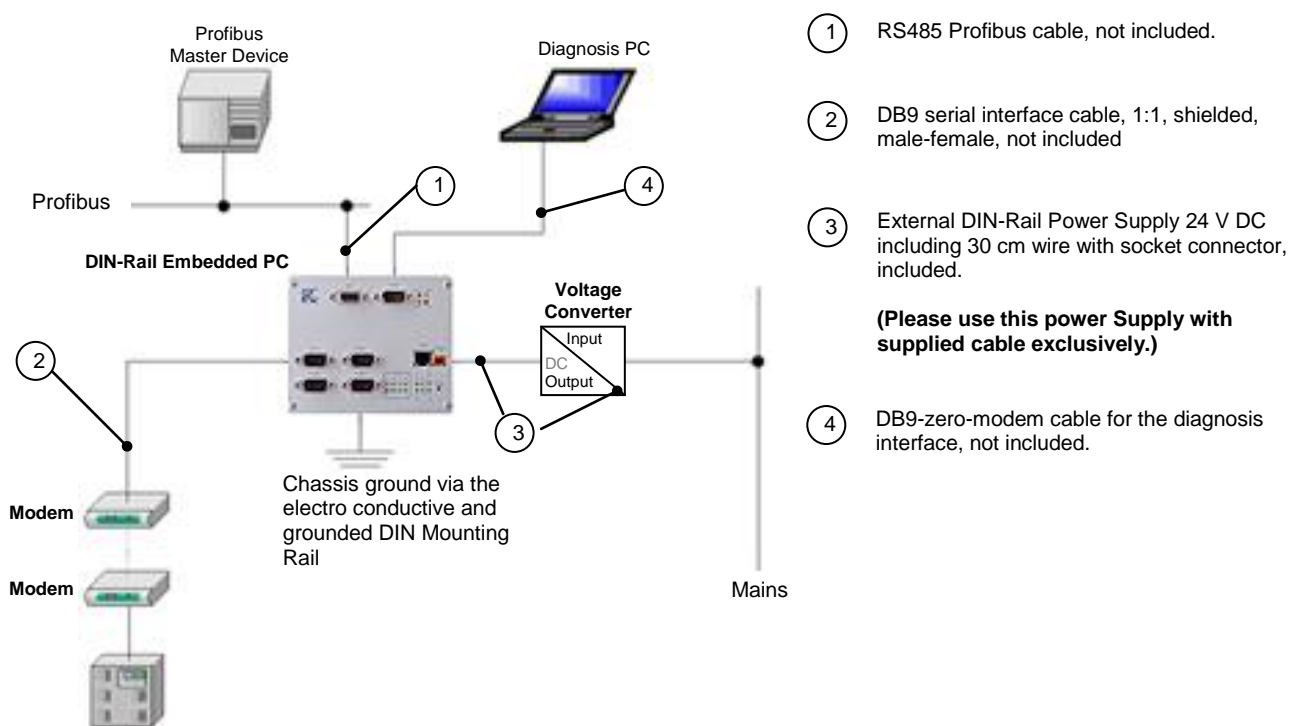 Profibus
Master Device
Diagnosis PC
1
4
Profibus
DIN-Rail Embedded PC
Voltage
Converter
Input
DC
Output
2
3
Chassis ground via the
electro conductive and
grounded DIN Mounting
Rail
Modem
Modem
Mains
1 RS485 Profibus cable, not included.
2 DB9 serial interface cable, 1:1, shielded,
male-female, not included
3 External DIN-Rail Power Supply 24 V DC
including 30 cm wire with socket connector,
included.
(Please use this power Supply with
supplied cable exclusively.)
4 DB9-zero-modem cable for the diagnosis
interface, not included.